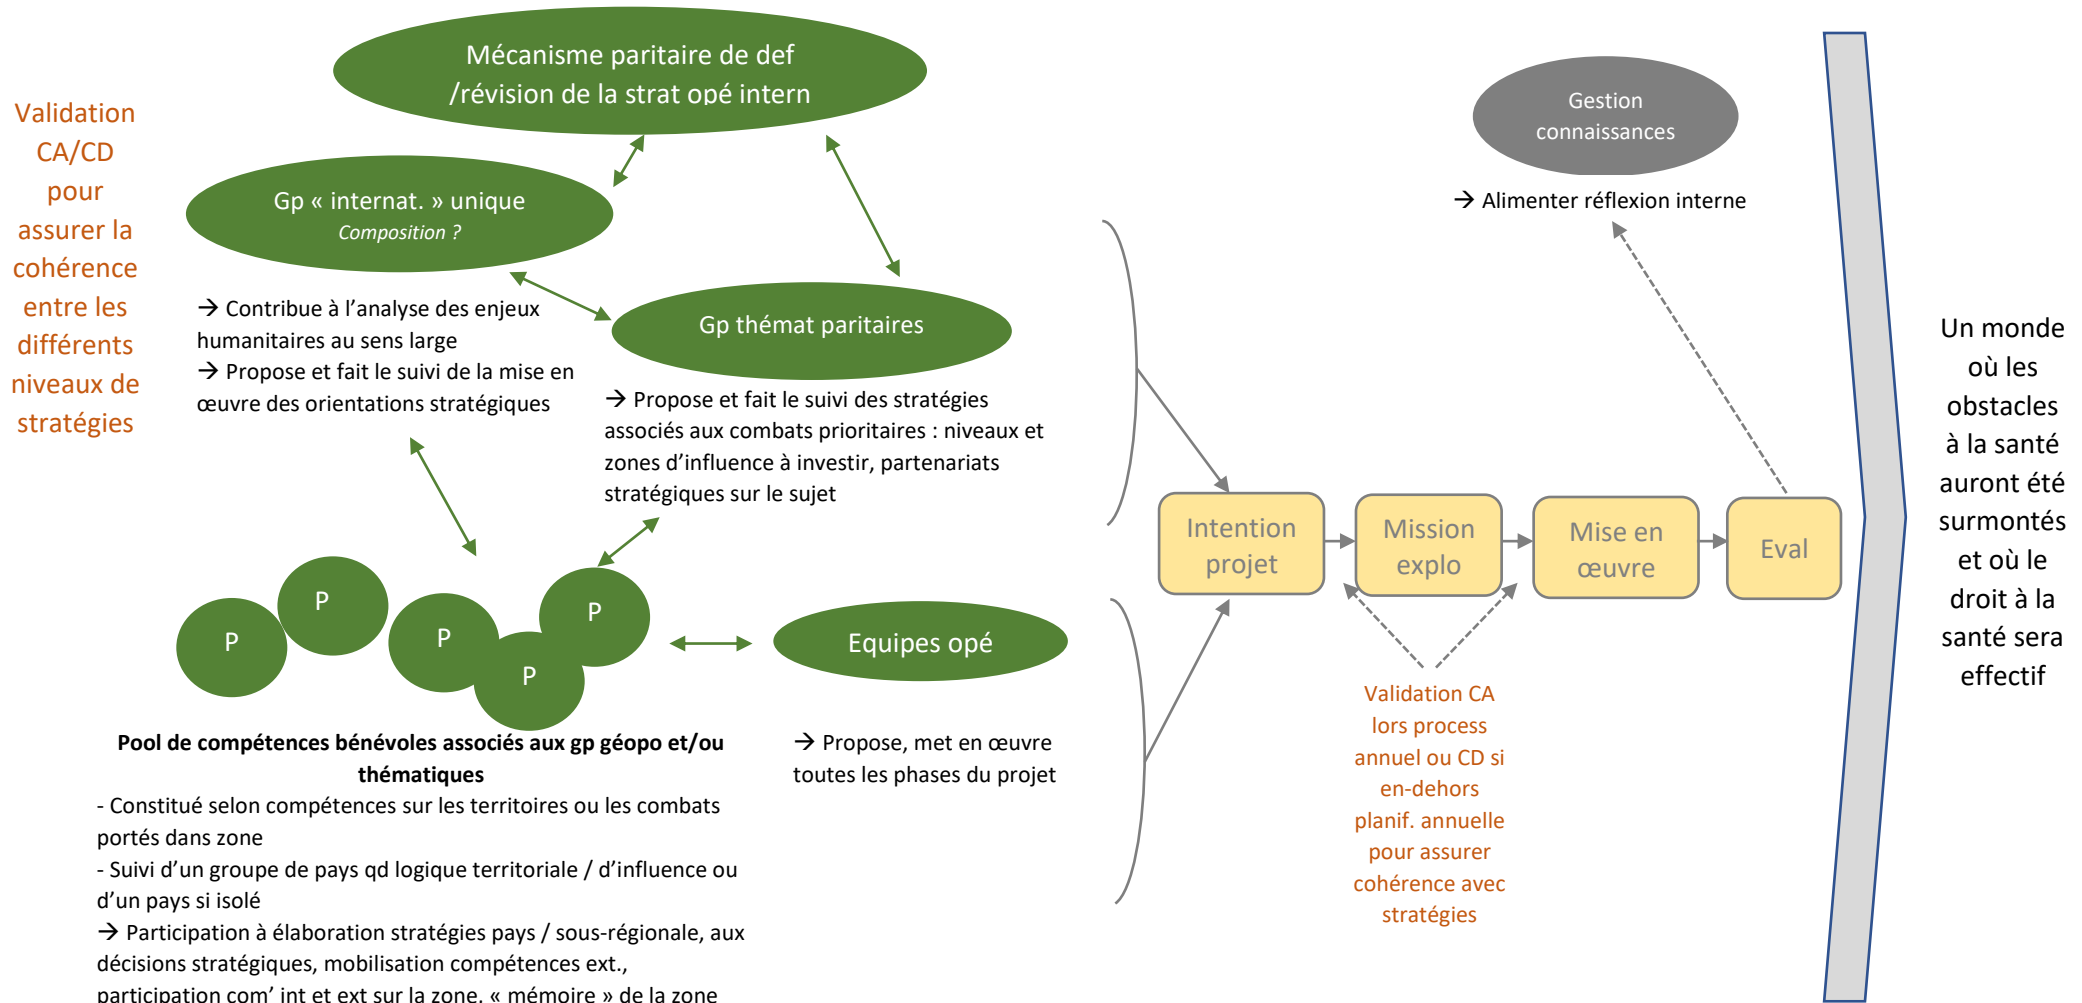 Mécanisme paritaire de def
/révision de la strat opé intern
Validation
CA/CD
pour
assurer la
cohérence
entre les
différents
niveaux de
stratégies
Gp « internat. » unique
Composition ?
→ Contribue à l’analyse des enjeux
humanitaires au sens large
→ Propose et fait le suivi de la mise en
œuvre des orientations stratégiques
Gp thémat paritaires
→ Propose et fait le suivi des stratégies
associés aux combats prioritaires : niveaux et
zones d’influence à investir, partenariats
stratégiques sur le sujet
P
P
P
P
P
Equipes opé
Pool de compétences bénévoles associés aux gp géopo et/ou
thématiques
- Constitué selon compétences sur les territoires ou les combats
portés dans zone
- Suivi d’un groupe de pays qd logique territoriale / d’influence ou
d’un pays si isolé
→ Participation à élaboration stratégies pays / sous-régionale, aux
décisions stratégiques, mobilisation compétences ext.,
participation com’ int et ext sur la zone. « mémoire » de la zone
→ Propose, met en œuvre
toutes les phases du projet
Gestion
connaissances
→ Alimenter réflexion interne
Intention
projet
Mission
explo
Mise en
œuvre
Eval
Validation CA
lors process
annuel ou CD si
en-dehors
planif. annuelle
pour assurer
cohérence avec
stratégies
Un monde
où les
obstacles
à la santé
auront été
surmontés
et où le
droit à la
santé sera
effectif